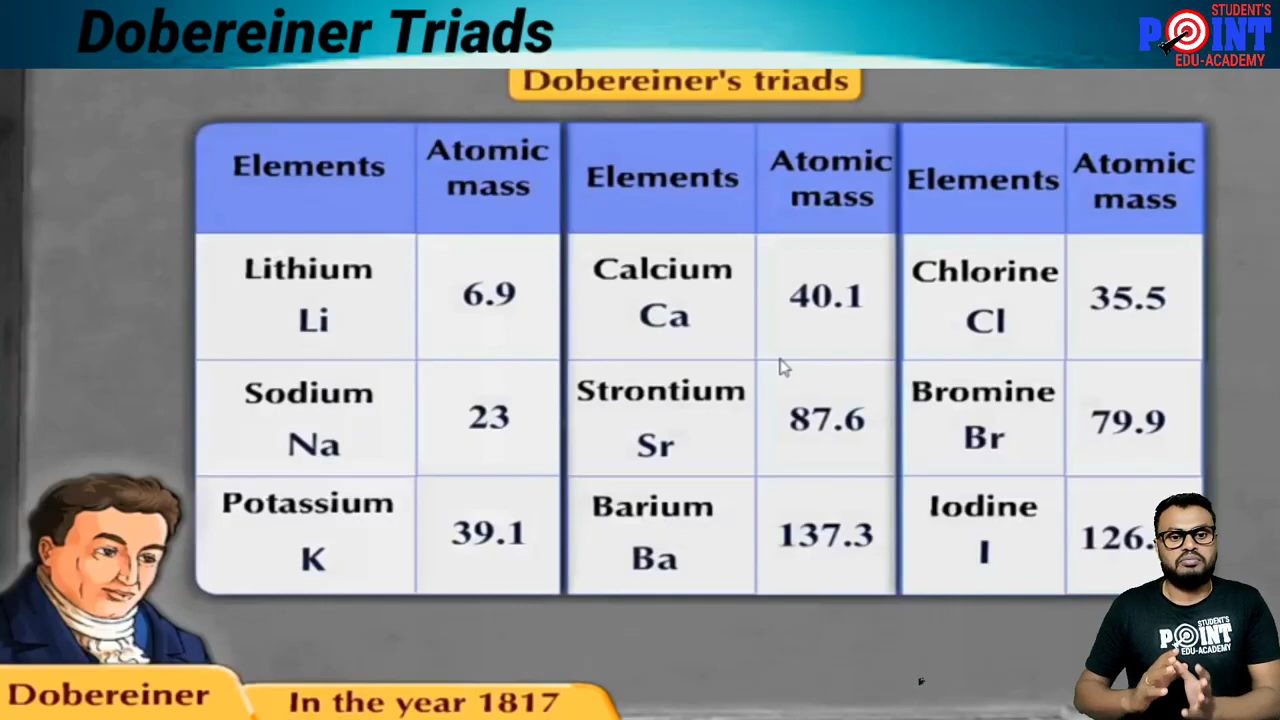 Dobereiner Triads
STUDENT'S
POINT
EDU-ACADEMY
Dobereiner's triads
Elements Atomic mass Elements Atomic mass Elements Atomic mass
Lithium Li 6.9 Calcium Ca 40.1 Chlorine Cl 35.5
Sodium Na 23 Strontium Sr 87.6 Bromine Br 79.9
Potassium K 39.1 Barium Ba 137.3 Iodine I 126.
STUDENT'S
POINT
EDU-ACADEMY
Dobereiner
In the year 1817